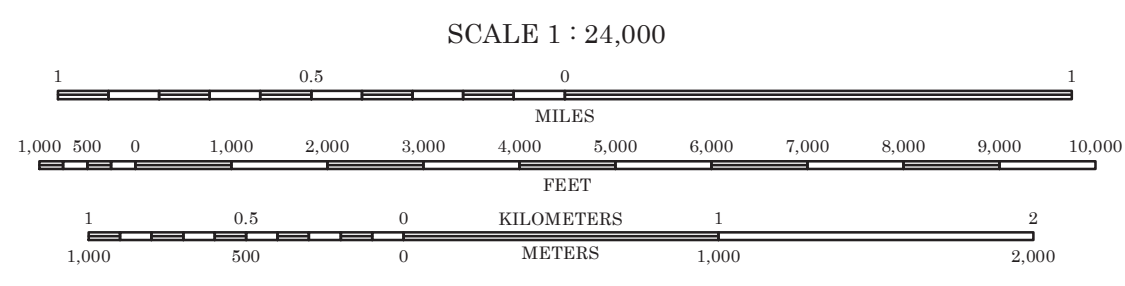 SCALE 1 : 24,000
1 0.5 0 1
MILES
1,000 500 0 1,000 2,000 3,000 4,000 5,000 6,000 7,000 8,000 9,000 10,000
FEET
1 0.5 0 KILOMETERS 1 2
1,000 500 0 METERS 1,000 2,000